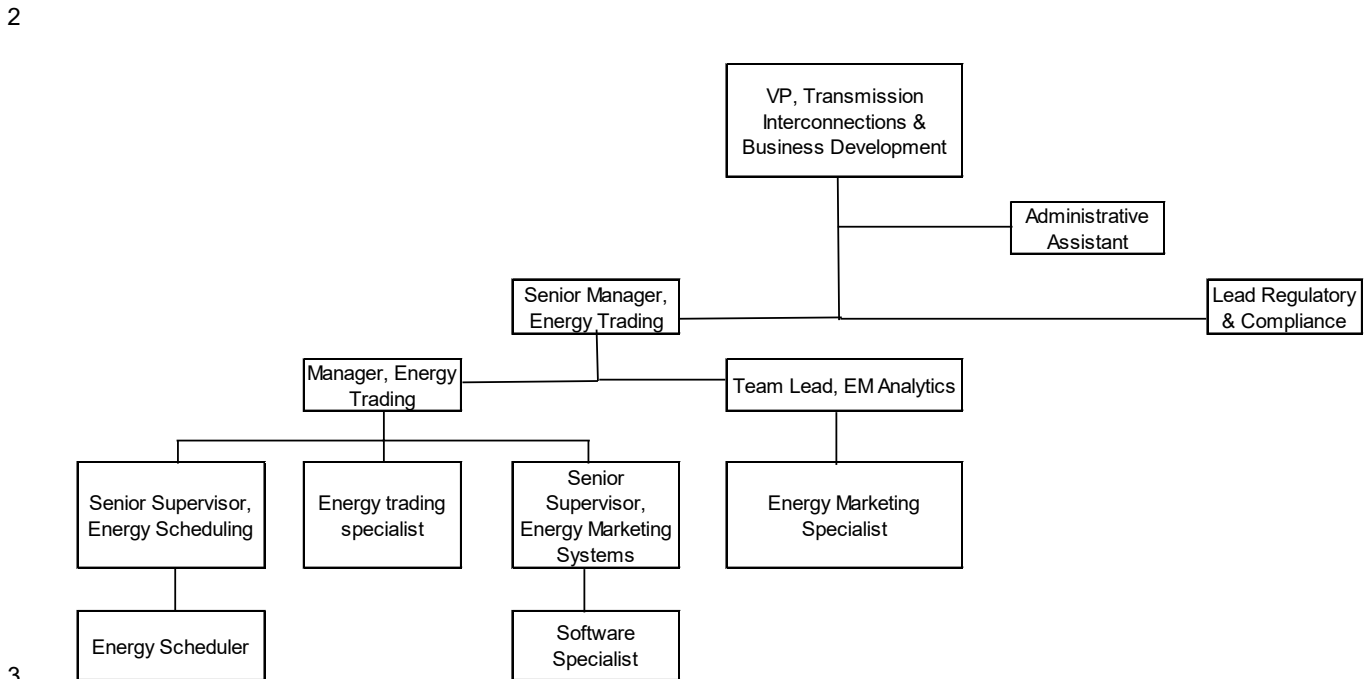 2
VP, Transmission
Interconnections &
Business Development
Administrative
Assistant
Senior Manager,
Energy Trading
Lead Regulatory
& Compliance
Manager, Energy
Trading
Team Lead, EM Analytics
Senior Supervisor,
Energy Scheduling
Energy trading
specialist
Senior
Supervisor,
Energy Marketing
Systems
Energy Marketing
Specialist
Energy Scheduler
Software
Specialist
3